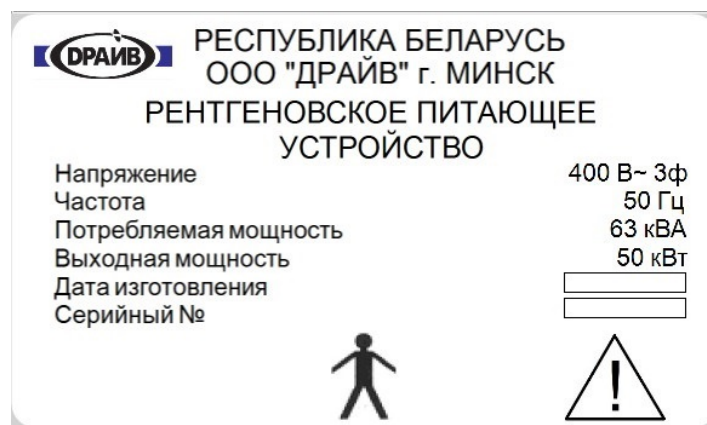 DРАЙВ
РЕСПУБЛИКА БЕЛАРУСЬ
ООО "ДРАЙВ" г. МИНСК
РЕНТГЕНОВСКОЕ ПИТАЮЩЕЕ
УСТРОЙСТВО
Напряжение 400 В~ 3ф
Частота 50 Гц
Потребляемая мощность 63 кВА
Выходная мощность 50 кВт
Дата изготовления
Серийный №
!